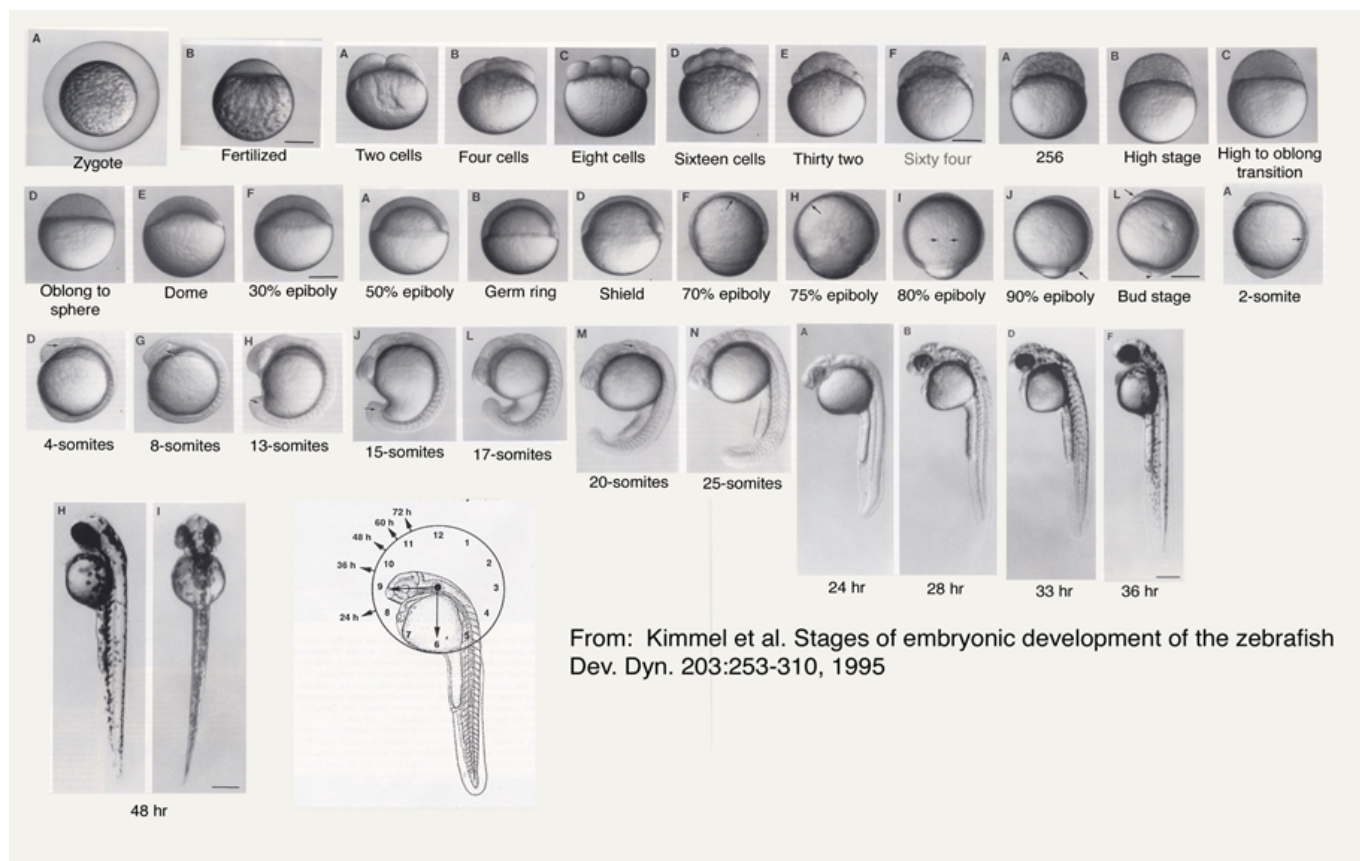 A
B
A
B
C
D
E
F
A
B
C
Zygote
Fertilized
Two cells
Four cells
Eight cells
Sixteen cells
Thirty two
Sixty four
256
High stage
High to oblong
transition
D
E
F
A
B
D
F
H
I
J
L
A
Oblong to
sphere
Dome
30% epiboly
50% epiboly
Germ ring
Shield
70% epiboly
75% epiboly
80% epiboly
90% epiboly
Bud stage
2-somite
D
G
H
J
L
M
N
A
B
D
F
4-somites
8-somites
13-somites
15-somites
17-somites
20-somites
25-somites
24 hr
28 hr
33 hr
36 hr
H
I
48 hr
72 h
60 h
48 h
36 h
24 h
12
1
2
3
4
5
6
7
8
9
10
11
From: Kimmel et al. Stages of embryonic development of the zebrafish
Dev. Dyn. 203:253-310, 1995